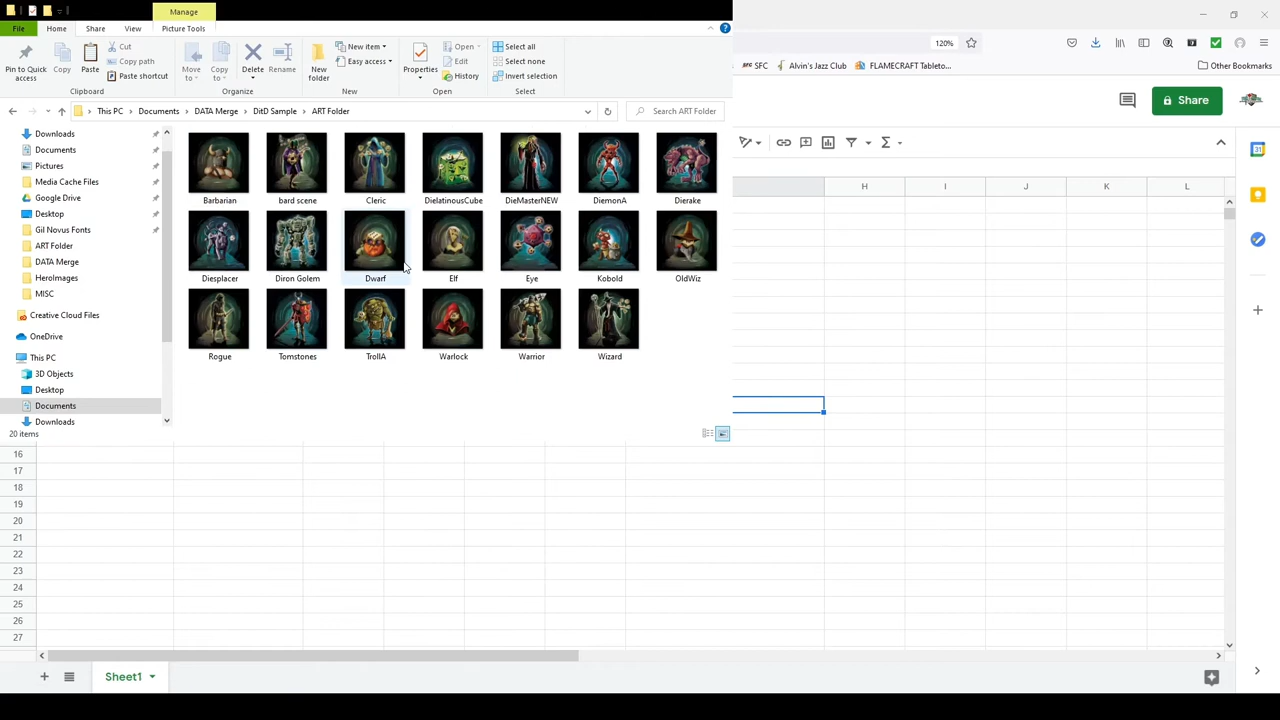 Manage
File
Home
Share
View
Picture Tools
120%
Pin to Quick access
Copy
Paste
Cut
Copy path
Paste shortcut
Move to
Copy to
Delete
Rename
New folder
New item
Easy access
Properties
Open
Edit
History
Select all
Select none
Invert selection
Clipboard
Organize
New
Open
Select
SFC
Alvin's Jazz Club
FLAMECRAFT Tableto...
Other Bookmarks
Share
This PC
Documents
DATA Merge
DitD Sample
ART Folder
Search ART Folder
Downloads
Documents
Pictures
Media Cache Files
Google Drive
Desktop
Gil Novus Fonts
ART Folder
DATA Merge
HeroImages
MISC
Creative Cloud Files
OneDrive
This PC
3D Objects
Desktop
Documents
Downloads
Barbarian
bard scene
Cleric
DielatinousCube
DieMasterNEW
DiemonA
Dierake
Diesplacer
Diron Golem
Dwarf
Elf
Eye
Kobold
OldWiz
Rogue
Tomstones
TrollA
Warlock
Warrior
Wizard
20 items
H I J K L
16
17
18
19
20
21
22
23
24
25
26
27
31
Sheet1